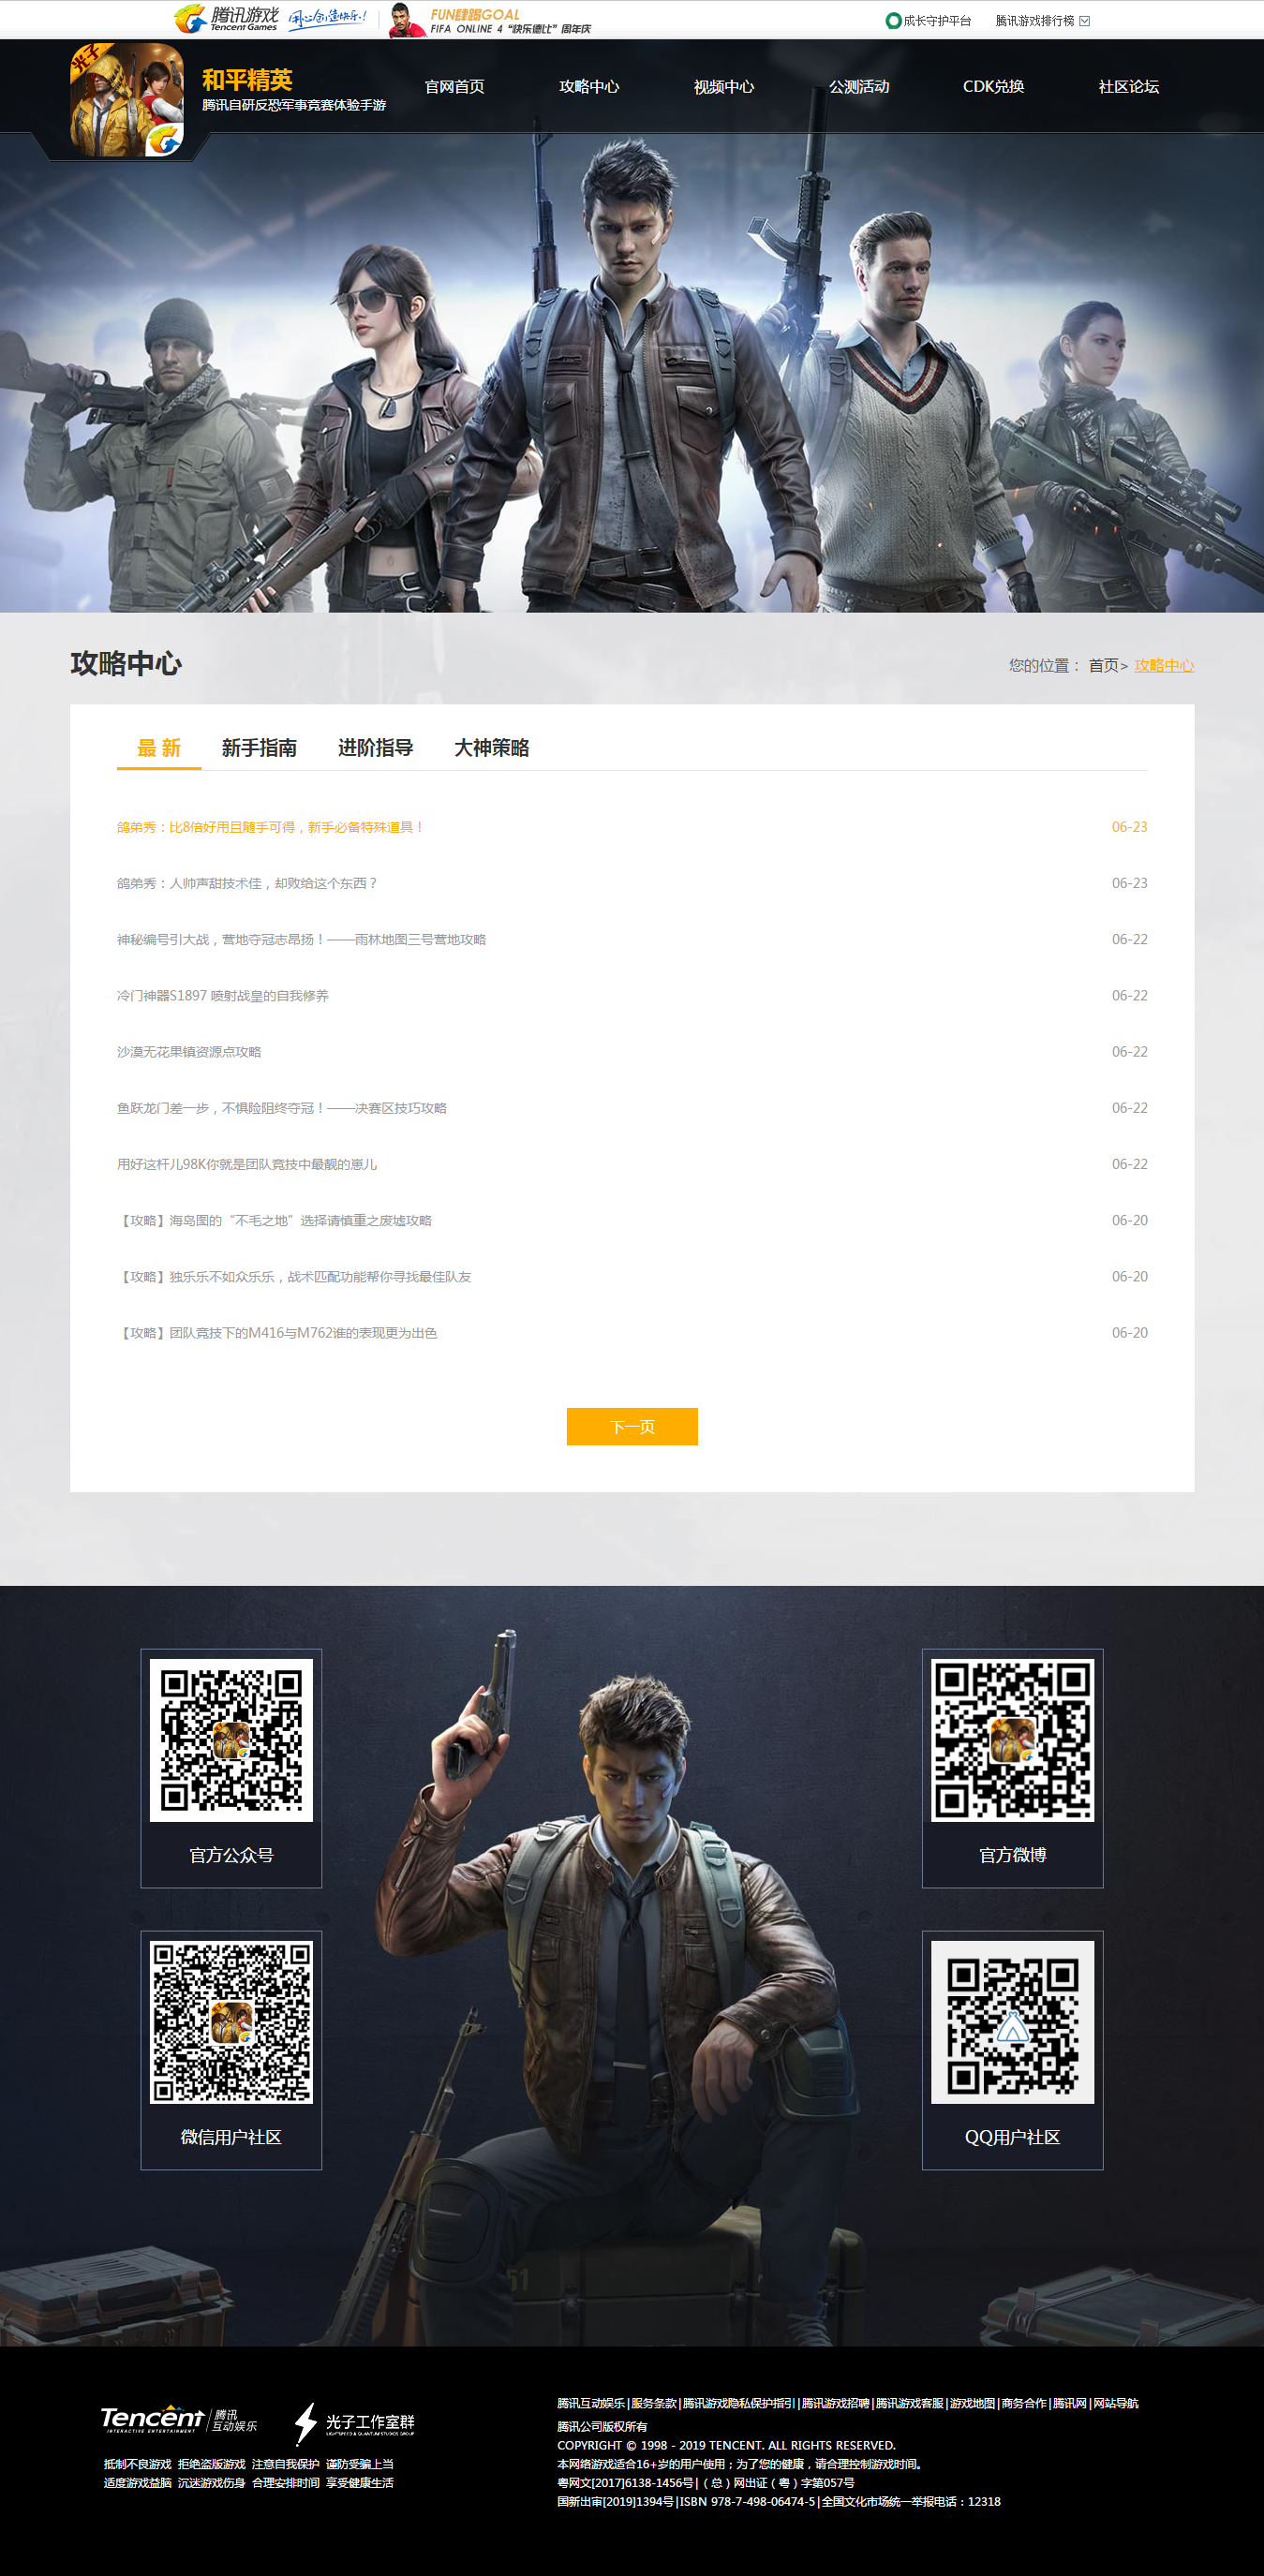 腾讯游戏
Tencent Games
用心创造快乐!
FUN肆踢GOAL
FIFA ONLINE 4 “快乐德比” 周年庆
成长守护平台
腾讯游戏排行榜
光子
和平精英
腾讯自研反恐军事竞赛体验手游
官网首页
攻略中心
视频中心
公测活动
CDK兑换
社区论坛
攻略中心
您的位置： 首页> 攻略中心
最 新
新手指南
进阶指导
大神策略
鸽弟秀：比8倍好用且随手可得，新手必备特殊道具！ 06-23
鸽弟秀：人帅声甜技术佳，却败给这个东西？ 06-23
神秘编号引大战，营地夺冠志昂扬！——雨林地图三号营地攻略 06-22
冷门神器S1897 喷射战皇的自我修养 06-22
沙漠无花果镇资源点攻略 06-22
鱼跃龙门差一步，不惧险阻终夺冠！——决赛区技巧攻略 06-22
用好这杆儿98K你就是团队竞技中最靓的崽儿 06-22
【攻略】海岛图的“不毛之地”选择请慎重之废墟攻略 06-20
【攻略】独乐乐不如众乐乐，战术匹配功能帮你寻找最佳队友 06-20
【攻略】团队竞技下的M416与M762谁的表现更为出色 06-20
下一页
官方公众号
官方微博
微信用户社区
QQ用户社区
51
Tencent 腾讯互动娱乐
INTERACTIVE ENTERTAINMENT
光子工作室群
LIGHTSPEED & QUANTUM STUDIOS GROUP
抵制不良游戏 拒绝盗版游戏 注意自我保护 谨防受骗上当
适度游戏益脑 沉迷游戏伤身 合理安排时间 享受健康生活
腾讯互动娱乐|服务条款|腾讯游戏隐私保护指引|腾讯游戏招聘|腾讯游戏客服|游戏地图|商务合作|腾讯网|网站导航
腾讯公司版权所有
COPYRIGHT © 1998 - 2019 TENCENT. ALL RIGHTS RESERVED.
本网络游戏适合16+岁的用户使用；为了您的健康，请合理控制游戏时间。
粤网文[2017]6138-1456号|（总）网出证（粤）字第057号
国新出审[2019]1394号|ISBN 978-7-498-06474-5|全国文化市场统一举报电话：12318